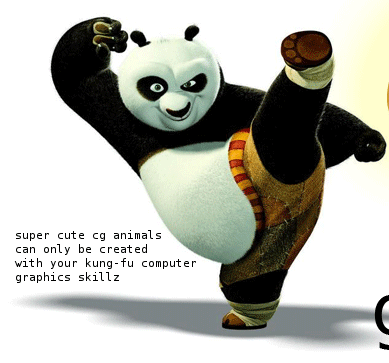 super cute cg animals
can only be created
with your kung-fu computer
graphics skillz